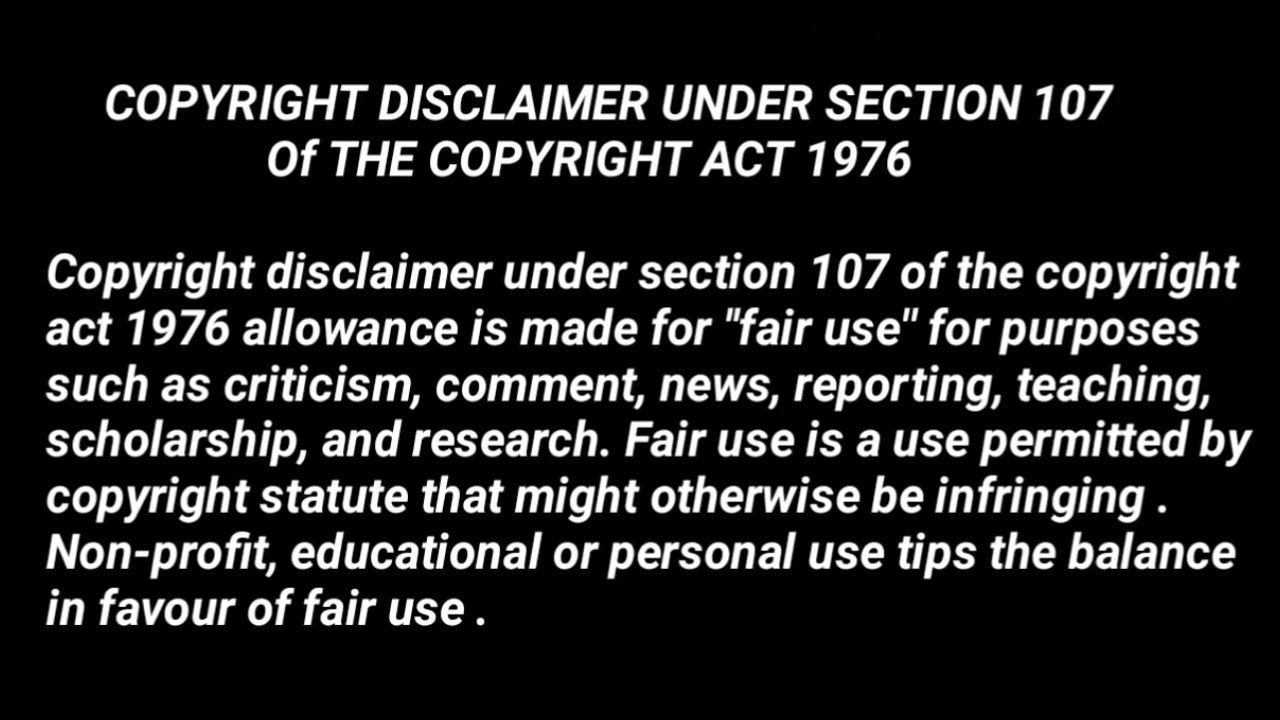 COPYRIGHT DISCLAIMER UNDER SECTION 107
Of THE COPYRIGHT ACT 1976
Copyright disclaimer under section 107 of the copyright
act 1976 allowance is made for "fair use" for purposes
such as criticism, comment, news, reporting, teaching,
scholarship, and research. Fair use is a use permitted by
copyright statute that might otherwise be infringing .
Non-profit, educational or personal use tips the balance
in favour of fair use .